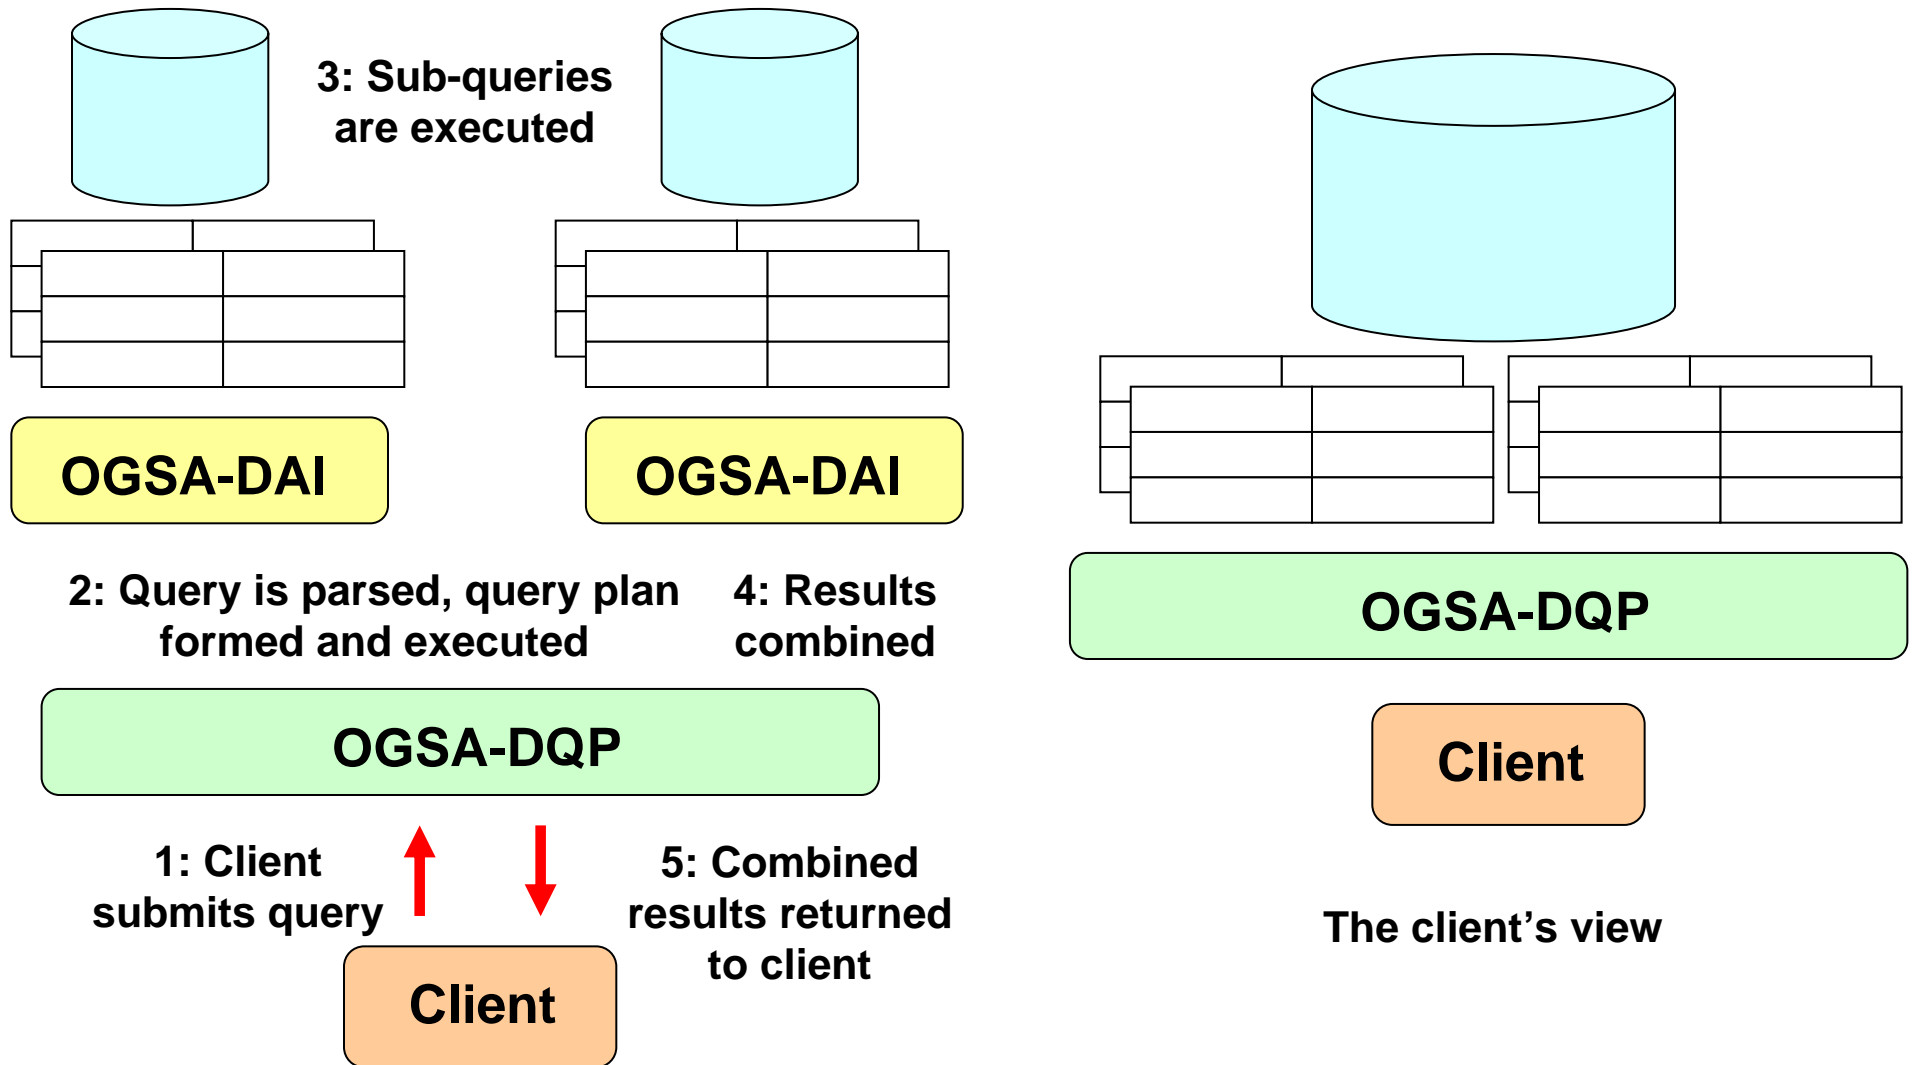 3: Sub-queries
are executed
OGSA-DAI
OGSA-DAI
2: Query is parsed, query plan
formed and executed
4: Results
combined
OGSA-DQP
1: Client
submits query
5: Combined
results returned
to client
Client
OGSA-DQP
Client
The client’s view